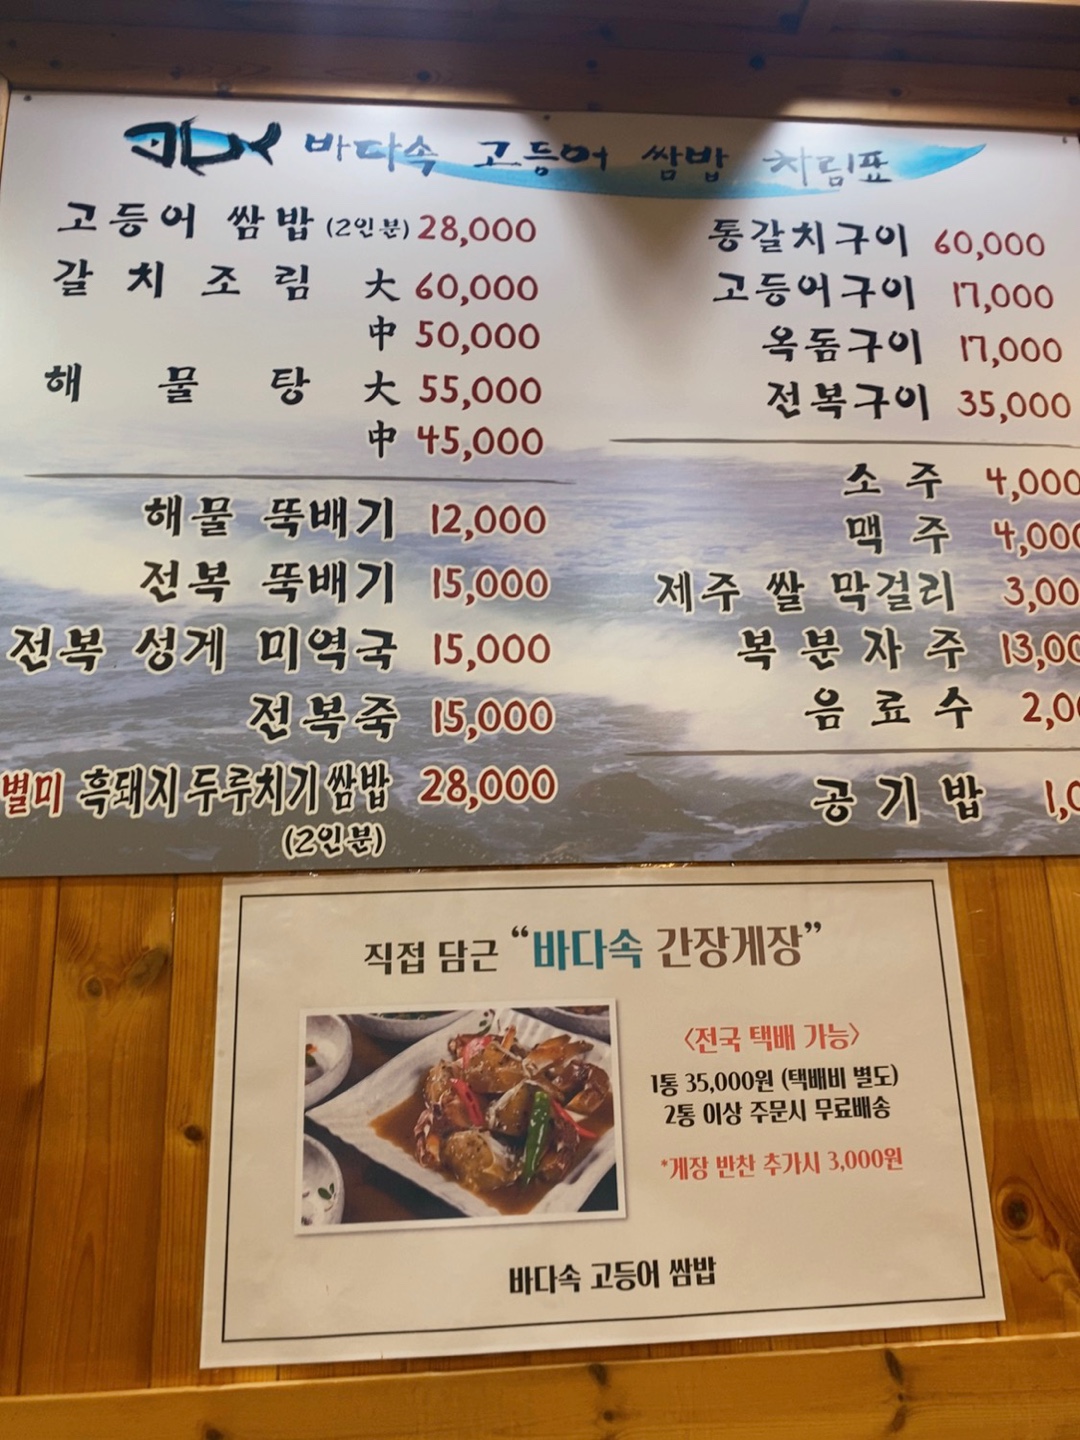 바다속 고등어 쌈밥 차림표
고등어 쌈밥 (2인분) 28,000
갈치조림 大 60,000
中 50,000
해물탕 大 55,000
中 45,000
해물 뚝배기 12,000
전복 뚝배기 15,000
전복 성게 미역국 15,000
전복죽 15,000
별미 흑돼지두루치기쌈밥 28,000
(2인분)
통갈치구이 60,000
고등어구이 17,000
옥돔구이 17,000
전복구이 35,000
소주 4,000
맥주 4,000
제주 쌀 막걸리 3,00
복분자주 13,00
음료수 2,0
공기밥 1,0
직접 담근 “바다속 간장게장”
<전국 택배 가능>
1통 35,000원 (택배비 별도)
2통 이상 주문시 무료배송
*게장 반찬 추가시 3,000원
바다속 고등어 쌈밥